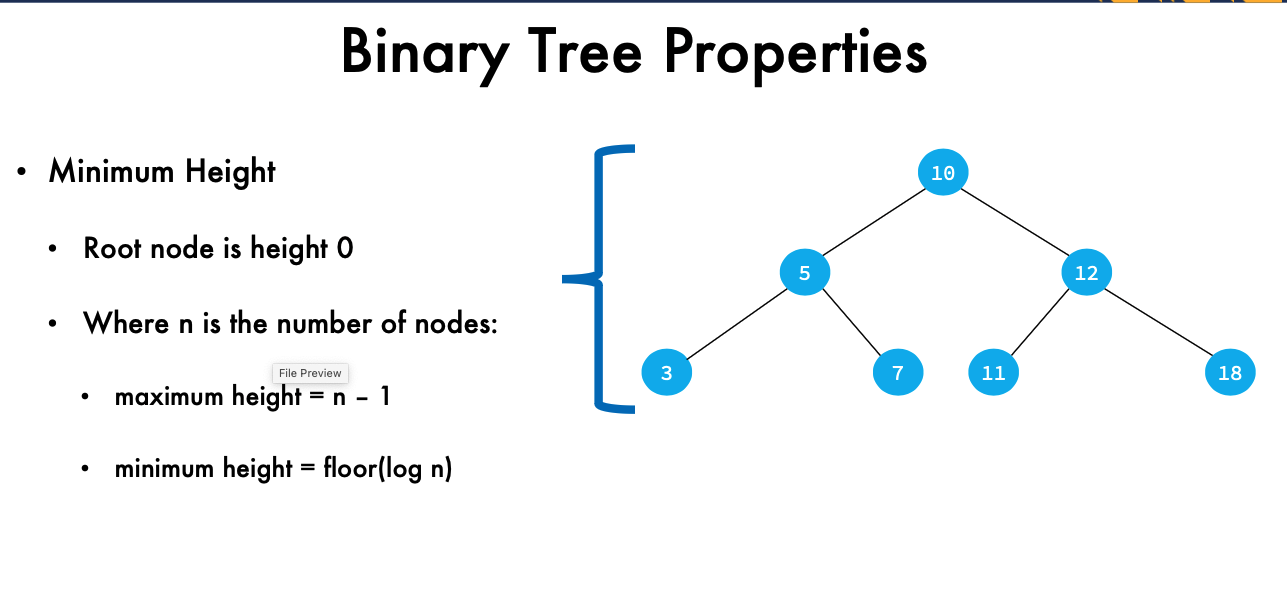 Binary Tree Properties
• Minimum Height
• Root node is height 0
• Where n is the number of nodes:
File Preview
• maximum height = n – 1
• minimum height = floor(log n)
10
5
12
3
7
11
18